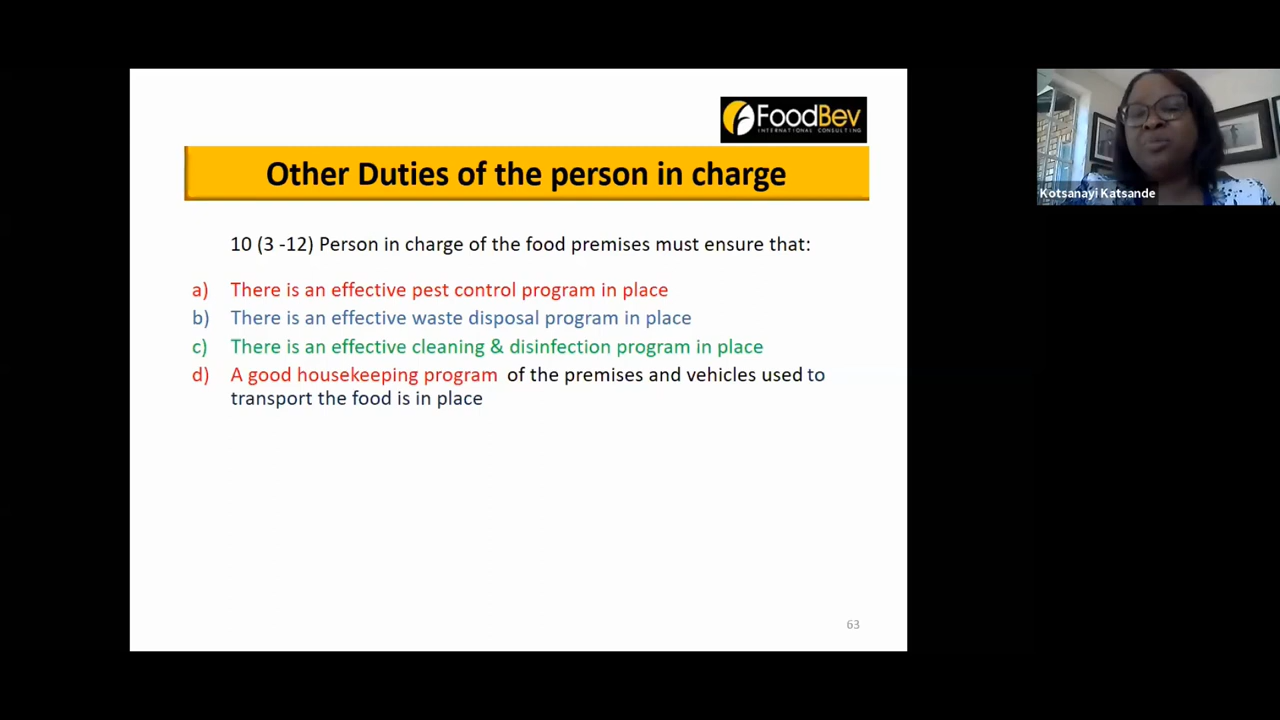 FoodBev
INTERNATIONAL CONSULTING
Other Duties of the person in charge
10 (3 -12) Person in charge of the food premises must ensure that:
a) There is an effective pest control program in place
b) There is an effective waste disposal program in place
c) There is an effective cleaning & disinfection program in place
d) A good housekeeping program of the premises and vehicles used to
transport the food is in place
63
Kotsanayi Katsande